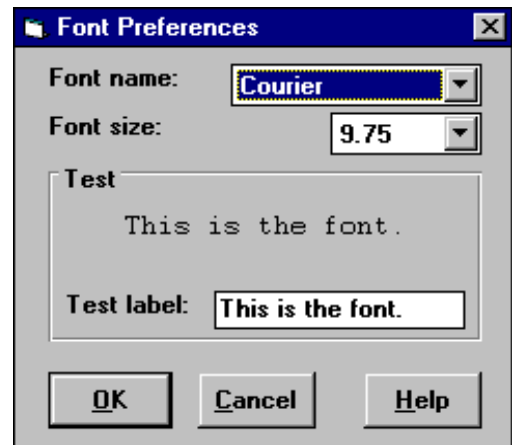 Font Preferences
Font name: Courier
Font size: 9.75
Test
This is the font.
Test label: This is the font.
OK Cancel Help